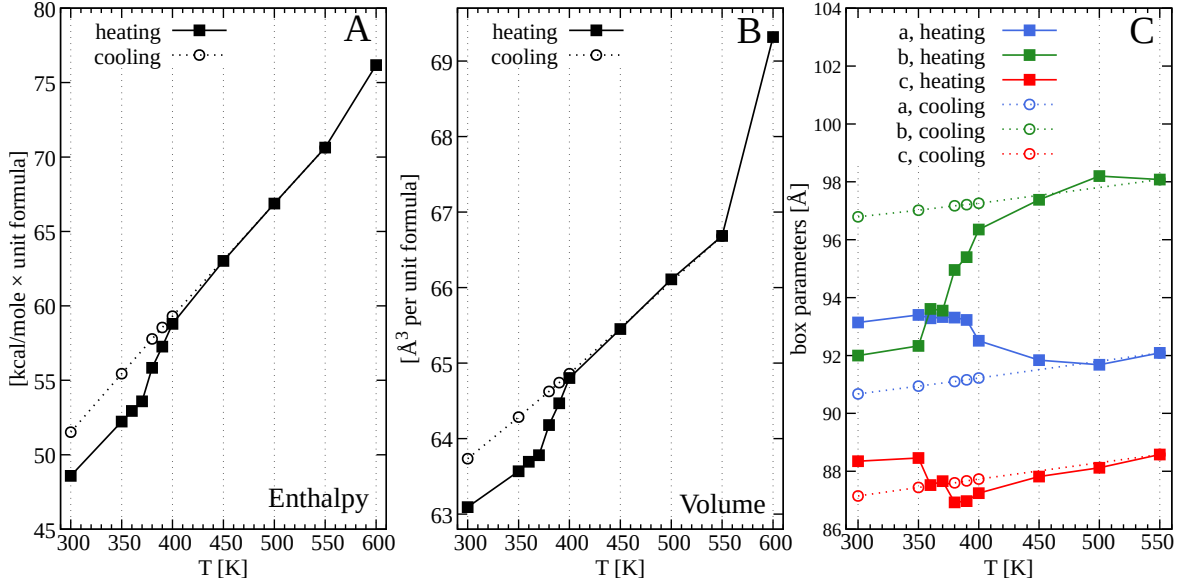 A
heating
cooling
80
75
70
65
60
55
50
45
[kcal/mole × unit formula]
Enthalpy
300 350 400 450 500 550 600
T [K]
B
heating
cooling
69
68
67
66
65
64
63
[Å³ per unit formula]
Volume
300 350 400 450 500 550 600
T [K]
C
a, heating
b, heating
c, heating
a, cooling
b, cooling
c, cooling
104
102
100
98
96
94
92
90
88
86
box parameters [Å]
300 350 400 450 500 550
T [K]